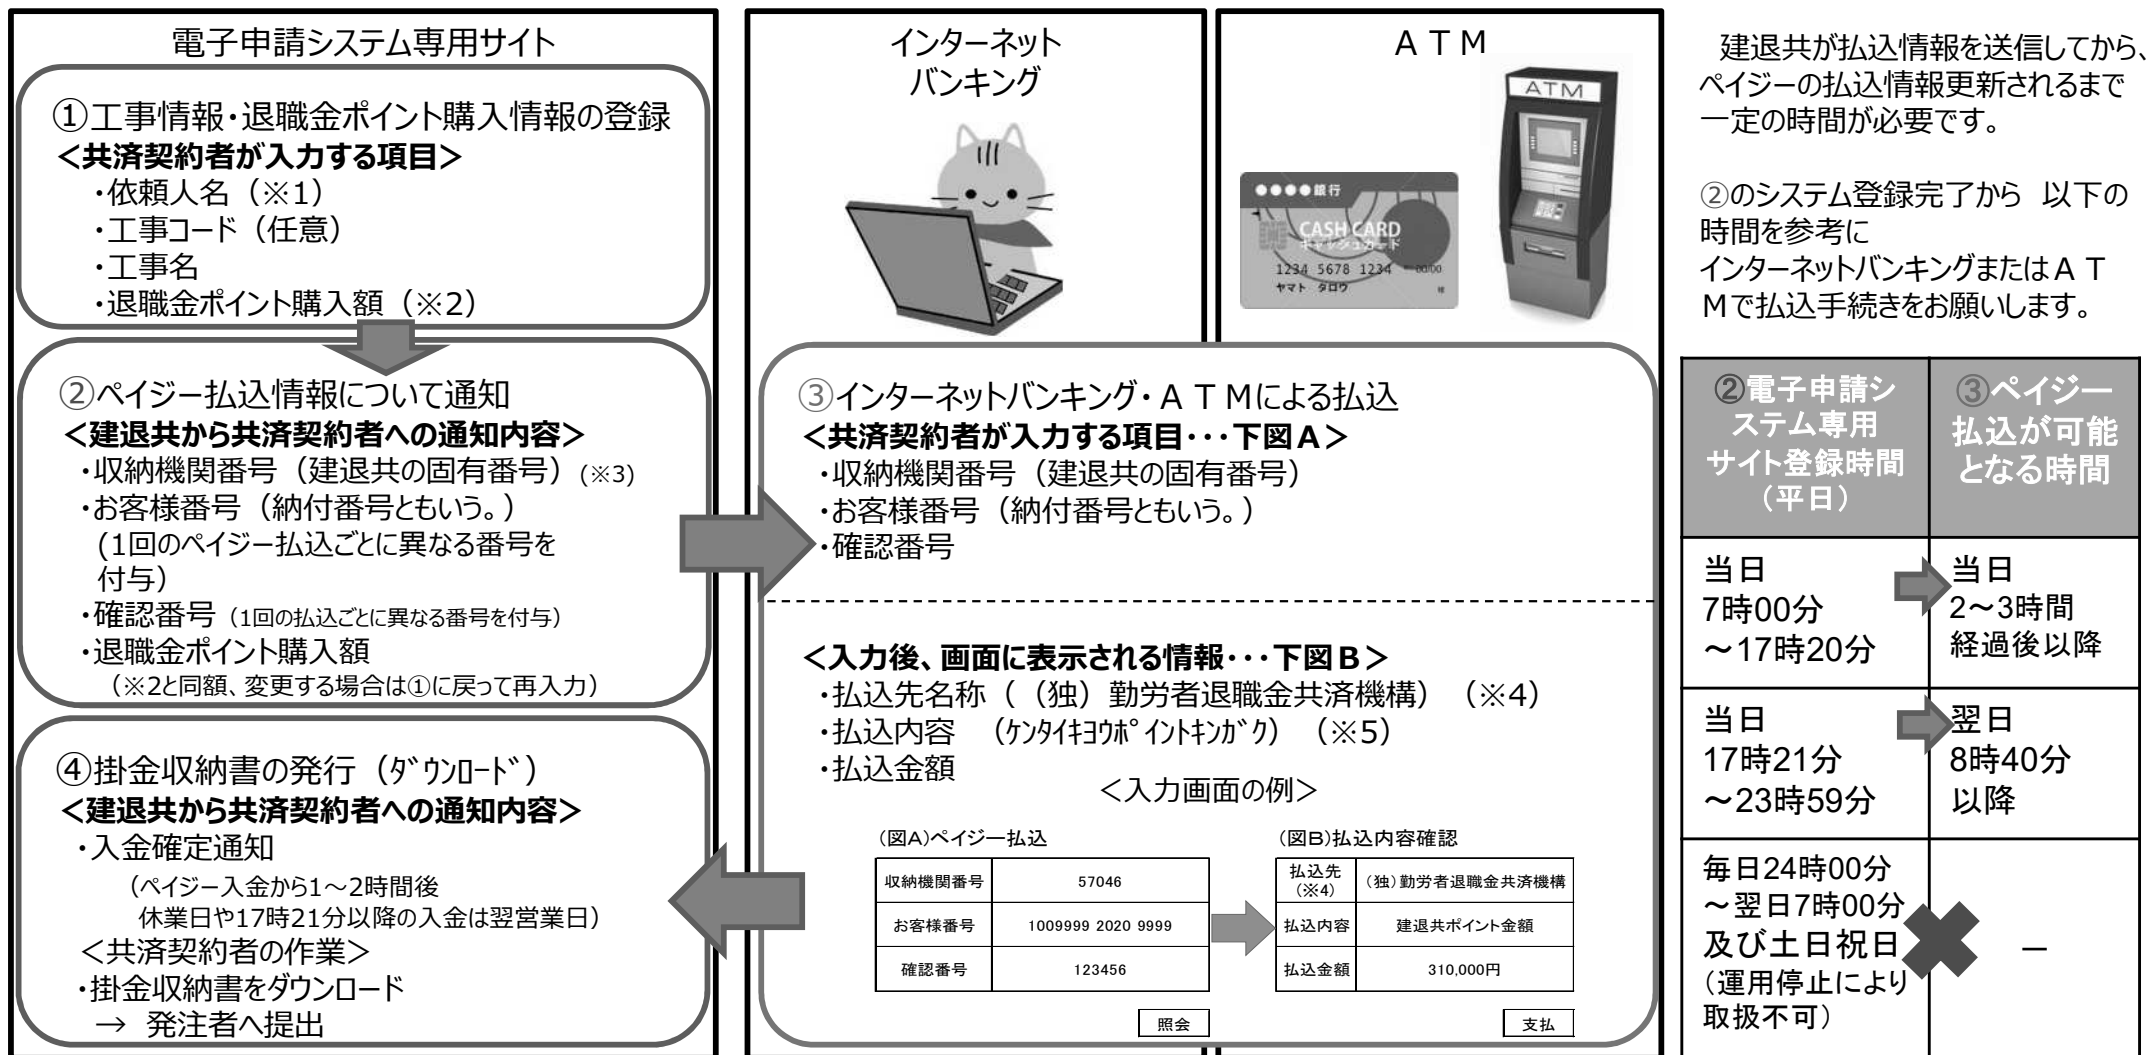 電子申請システム専用サイト
①工事情報・退職金ポイント購入情報の登録
＜共済契約者が入力する項目＞
・依頼人名（※1）
・工事コード（任意）
・工事名
・退職金ポイント購入額（※2）
②ペイジー払込情報について通知
＜建退共から共済契約者への通知内容＞
・収納機関番号（建退共の固有番号）(※3)
・お客様番号（納付番号ともいう。）
(1回のペイジー払込ごとに異なる番号を
付与）
・確認番号（1回の払込ごとに異なる番号を付与）
・退職金ポイント購入額
（※2と同額、変更する場合は①に戻って再入力）
④掛金収納書の発行（ﾀﾞｳﾝﾛｰﾄﾞ）
＜建退共から共済契約者への通知内容＞
・入金確定通知
（ペイジー入金から1～2時間後
休業日や17時21分以降の入金は翌営業日）
＜共済契約者の作業＞
・掛金収納書をダウンロード
→ 発注者へ提出
インターネット
バンキング
ＡＴＭ
ATM
●●●●銀行
CASH CARD
キャッシュカード
1234 5678 1234
00/00
ヤマト タロウ
様
③インターネットバンキング・ＡＴＭによる払込
＜共済契約者が入力する項目・・・下図Ａ＞
・収納機関番号（建退共の固有番号）
・お客様番号（納付番号ともいう。）
・確認番号
＜入力後、画面に表示される情報・・・下図Ｂ＞
・払込先名称（（独）勤労者退職金共済機構）（※4）
・払込内容 （ｹﾝﾀｲｷﾖｳﾎﾟｲﾝﾄｷﾝｶﾞｸ）（※5）
・払込金額
＜入力画面の例＞
(図A)ペイジー払込
収納機関番号 57046
お客様番号 1009999 2020 9999
確認番号 123456
照会
(図B)払込内容確認
払込先
（※4） （独）勤労者退職金共済機構
払込内容 建退共ポイント金額
払込金額 310,000円
支払
建退共が払込情報を送信してから、
ペイジーの払込情報更新されるまで
一定の時間が必要です。
②のシステム登録完了から 以下の
時間を参考に
インターネットバンキングまたはＡＴ
Ｍで払込手続きをお願いします。
②電子申請シ
ステム専用
サイト登録時間
（平日）
③ペイジー
払込が可能
となる時間
当日
7時00分
～17時20分
当日
2～3時間
経過後以降
当日
17時21分
～23時59分
翌日
8時40分
以降
毎日24時00分
～翌日7時00分
及び土日祝日
（運用停止により
取扱不可）
－